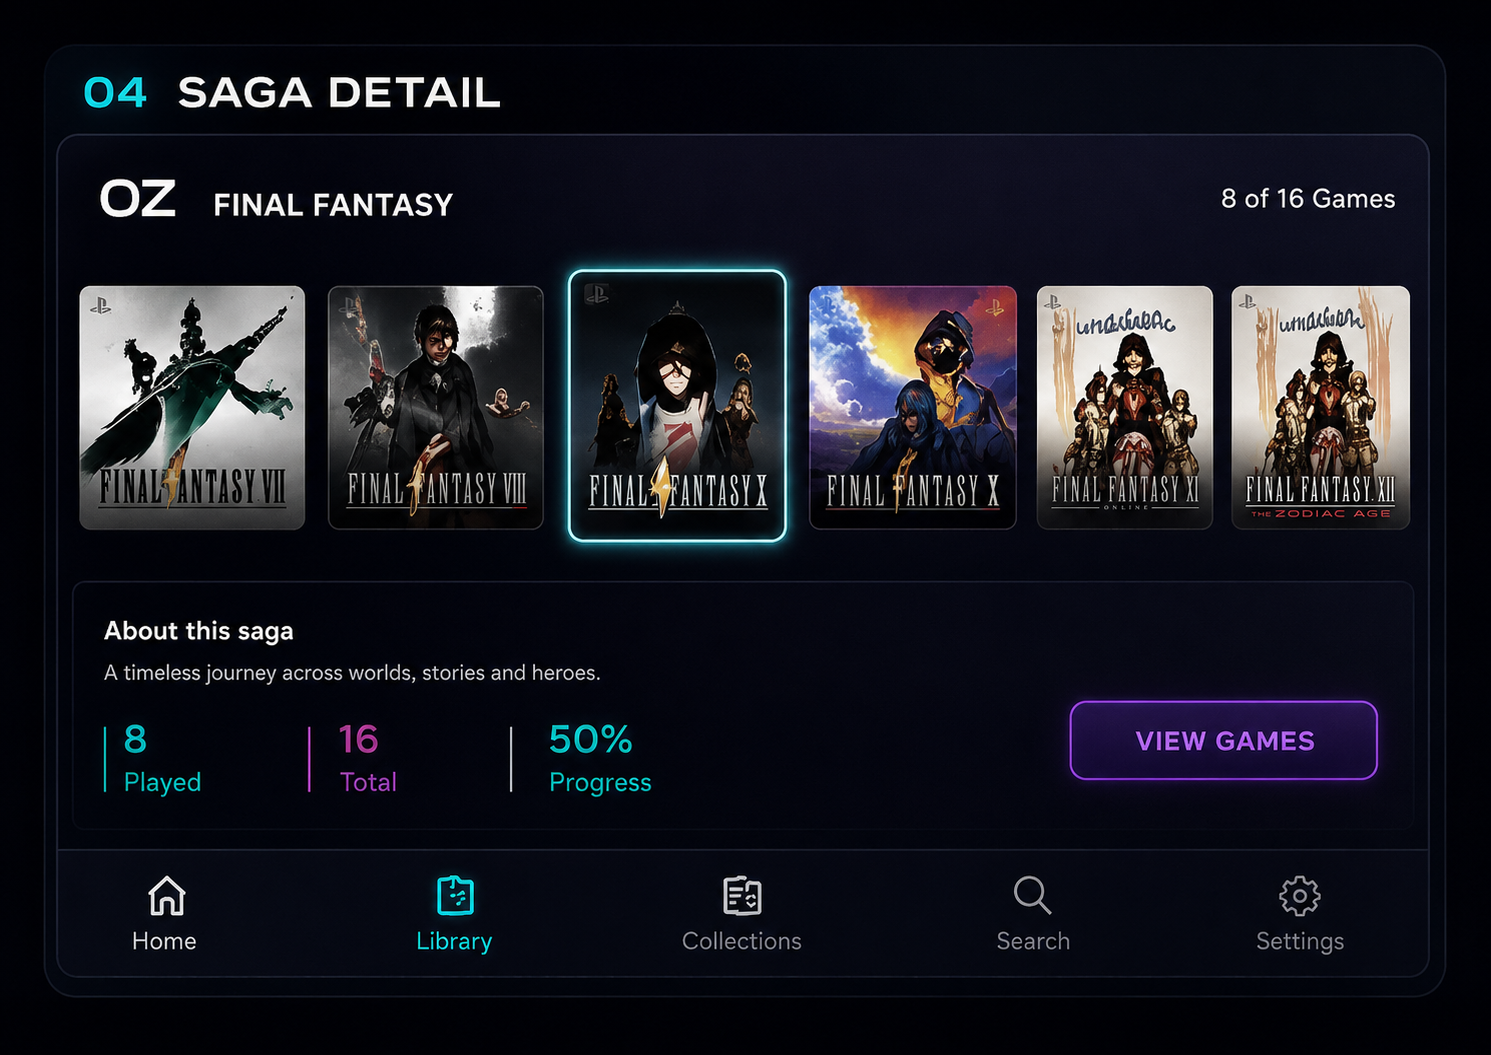 04 SAGA DETAIL
OZ FINAL FANTASY
8 of 16 Games
FINAL FANTASY VII
FINAL FANTASY VIII
FINAL FANTASY X
FINAL FANTASY X
FINAL FANTASY XI
ONLINE
FINAL FANTASY XII
THE ZODIAC AGE
About this saga
A timeless journey across worlds, stories and heroes.
8 16 50%
Played Total Progress
VIEW GAMES
Home Library Collections Search Settings